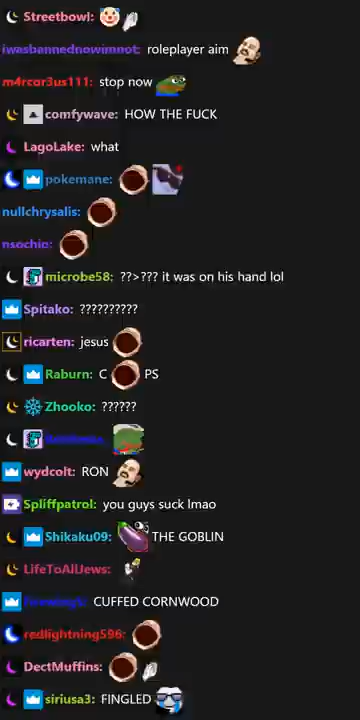 Streetbowl:
iwasbannednowimnot: roleplayer aim
m4rcor3us111: stop now
comfywave: HOW THE FUCK
LagoLake: what
pokemane:
nullchrysalis:
nsochio:
microbe58: ??>??? it was on his hand lol
Spitako: ??????????
ricarten: jesus
Raburn: C PS
Zhooko: ??????
wydcolt: RON
Spliffpatrol: you guys suck lmao
Shikaku09: THE GOBLIN
LifeToAllJews:
CUFFED CORNWOOD
redlightning596:
DectMuffins:
siriusa3: FINGLED